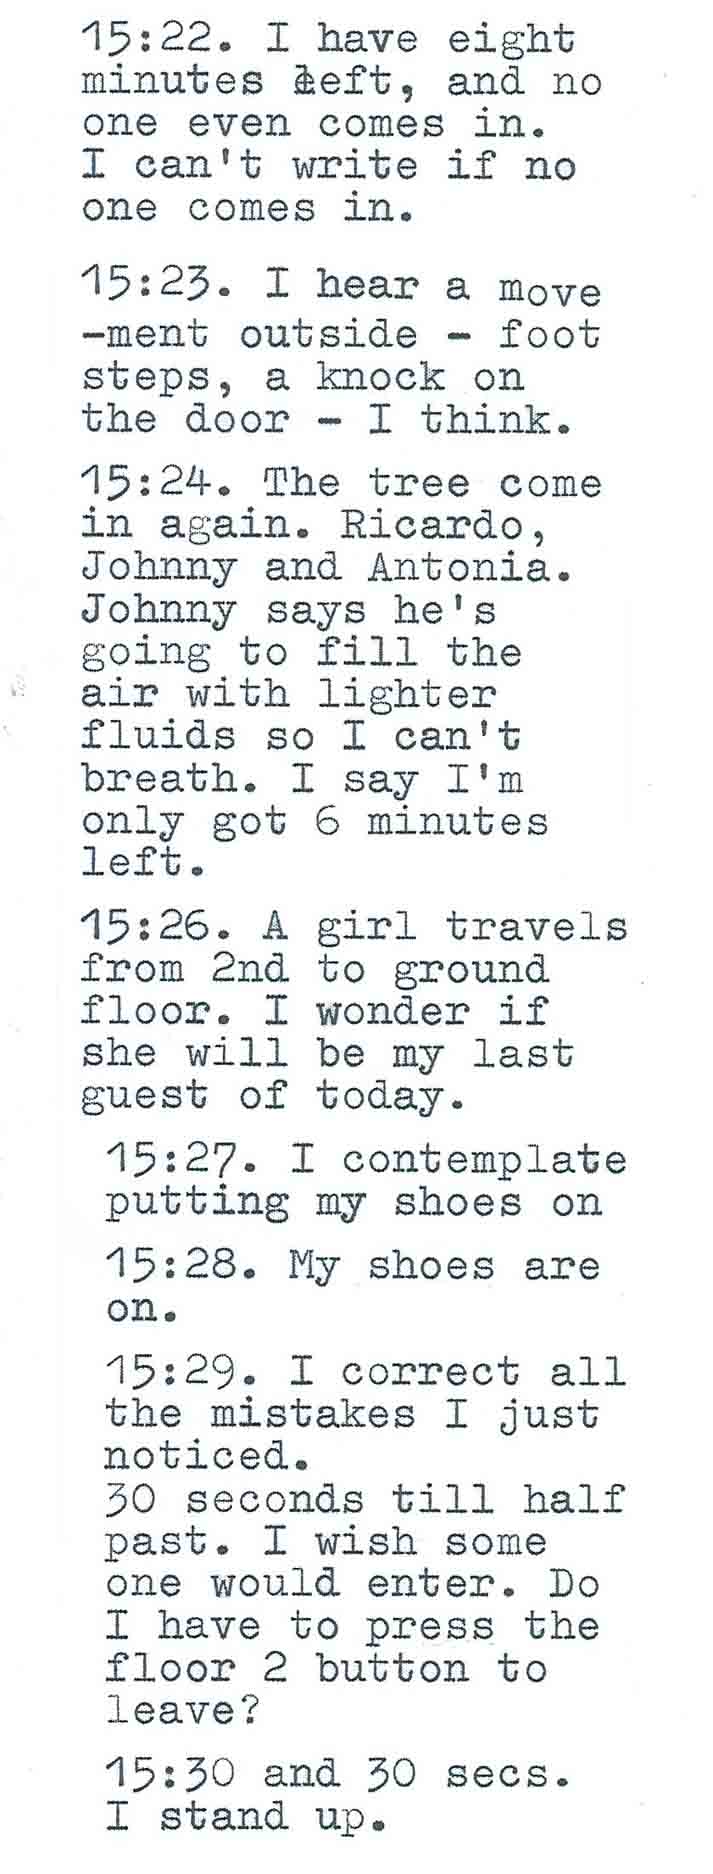 15:22. I have eight
minutes left, and no
one even comes in.
I can't write if no
one comes in.
15:23. I hear a move
-ment outside - foot
steps, a knock on
the door - I think.
15:24. The tree come
in again. Ricardo,
Johnny and Antonia.
Johnny says he's
going to fill the
air with lighter
fluids so I can't
breath. I say I'm
only got 6 minutes
left.
15:26. A girl travels
from 2nd to ground
floor. I wonder if
she will be my last
guest of today.
15:27. I contemplate
putting my shoes on
15:28. My shoes are
on.
15:29. I correct all
the mistakes I just
noticed.
30 seconds till half
past. I wish some
one would enter. Do
I have to press the
floor 2 button to
leave?
15:30 and 30 secs.
I stand up.